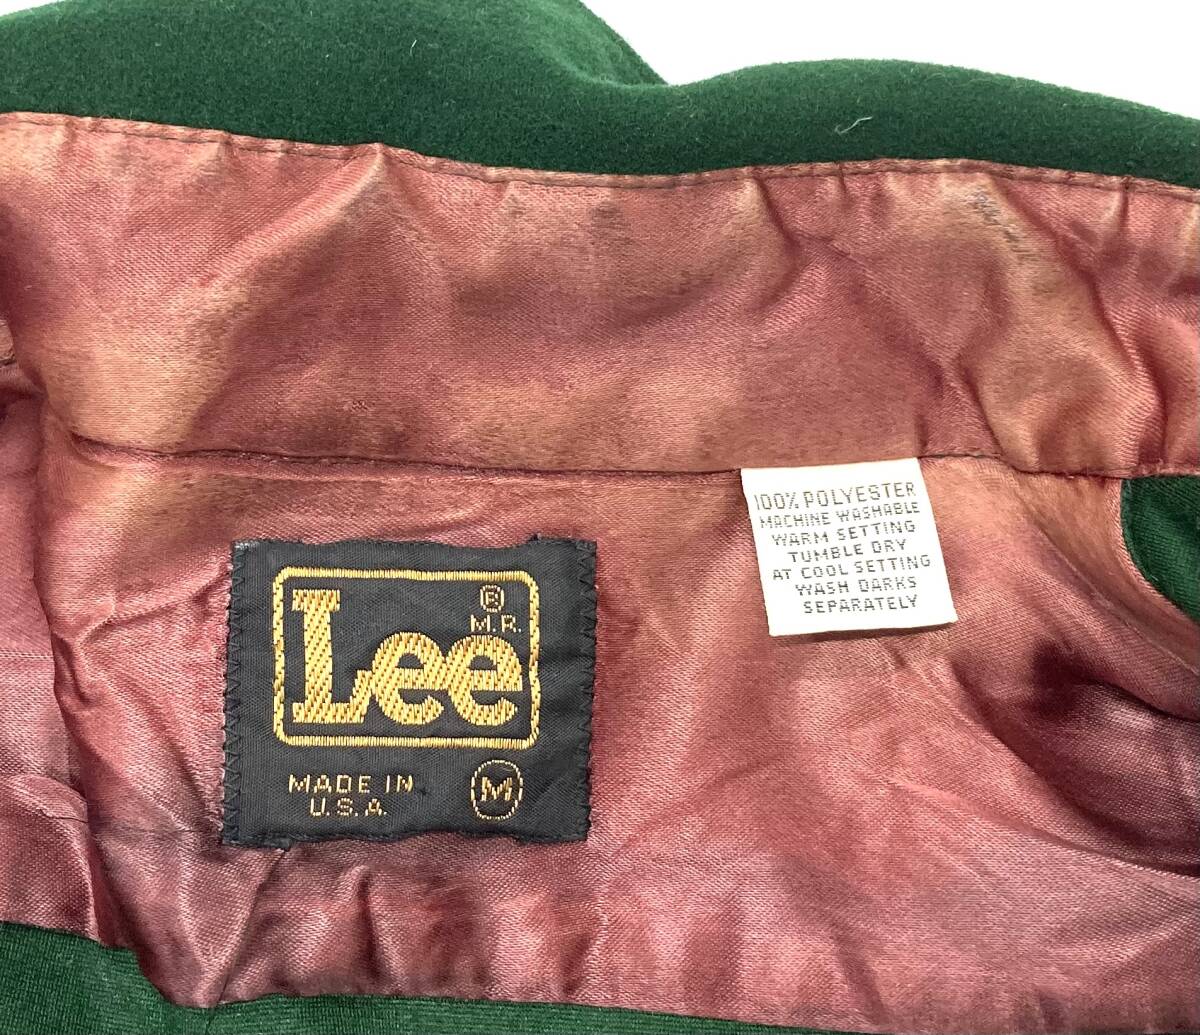 ® M.R.
Lee
MADE IN
U.S.A.
M
100% POLYESTER
MACHINE WASHABLE
WARM SETTING
TUMBLE DRY
AT COOL SETTING
WASH DARKS
SEPARATELY